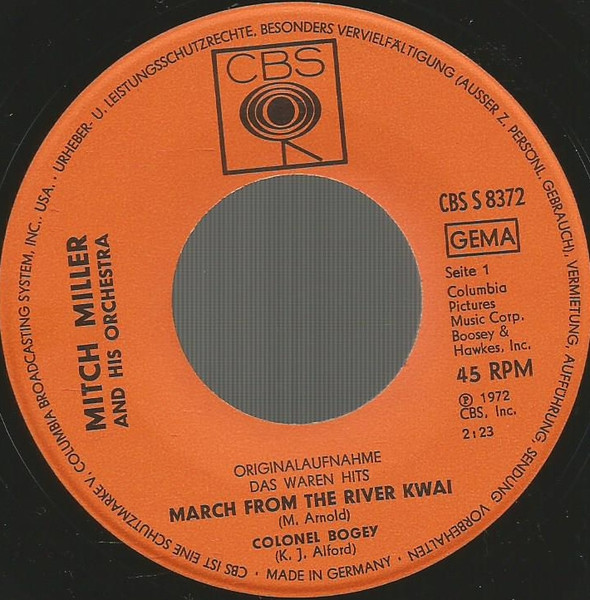 CBS
MITCH MILLER
AND HIS ORCHESTRA
CBS S 8372
GEMA
Seite 1
Columbia
Pictures
Music Corp.
Boosey &
Hawkes, Inc.
45 RPM
℗ 1972
CBS, Inc.
2:23
ORIGINALAUFNAHME
DAS WAREN HITS
MARCH FROM THE RIVER KWAI
(M. Arnold)
COLONEL BOGEY
(K. J. Alford)
CBS IST EINE SCHUTZMARKE V. COLUMBIA BROADCASTING SYSTEM, INC., USA. · URHEBER- U. LEISTUNGSSCHUTZRECHTE, BESONDERS VERVIELFÄLTIGUNG (AUSSER Z. PERSÖNL. GEBRAUCH), VERMIETUNG, AUFFÜHRUNG, SENDUNG VORBEHALTEN · MADE IN GERMANY ·